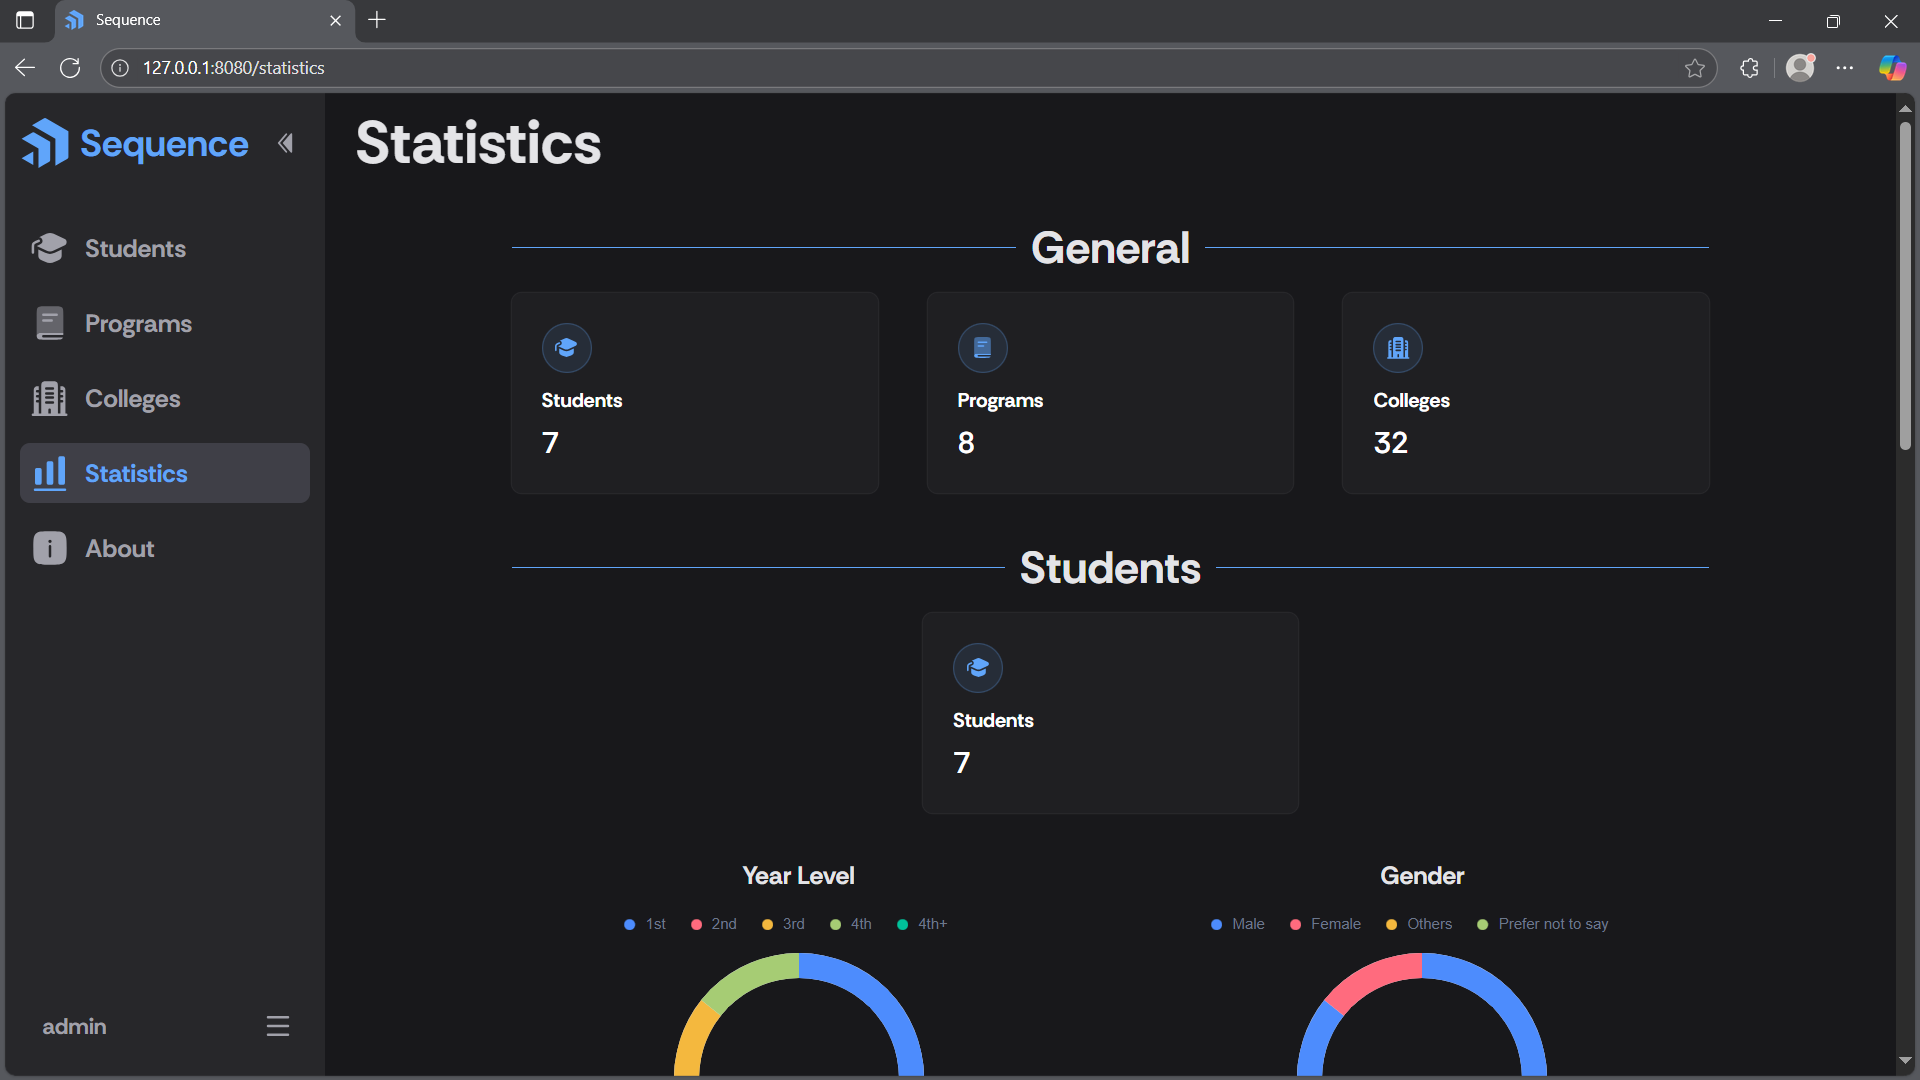 Sequence
127.0.0.1:8080/statistics
Sequence
Students
Programs
Colleges
Statistics
About
admin
Statistics
General
Students
7
Programs
8
Colleges
32
Students
Students
7
Year Level
1st 2nd 3rd 4th 4th+
Gender
Male Female Others Prefer not to say